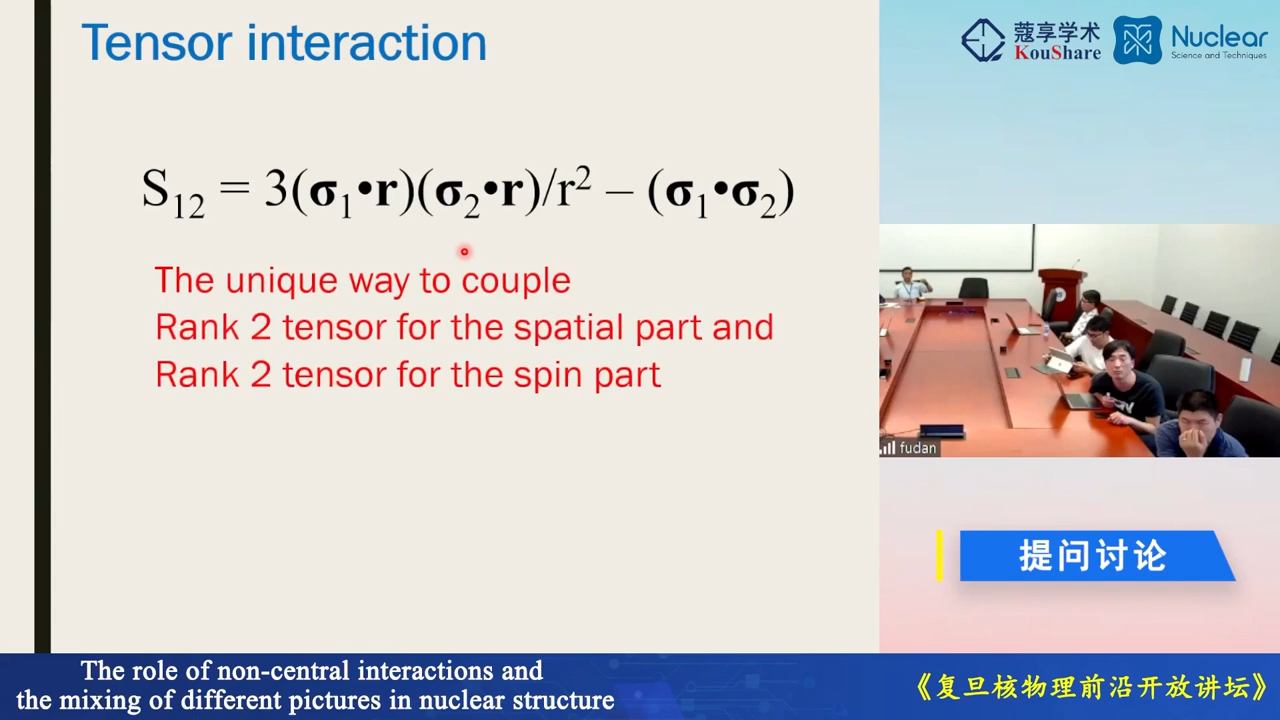 Tensor interaction
S₁₂ = 3(σ₁•r)(σ₂•r)/r² – (σ₁•σ₂)
The unique way to couple
Rank 2 tensor for the spatial part and
Rank 2 tensor for the spin part
蔻享学术
KouShare
Nuclear
Science and Techniques
fudan
提问讨论
The role of non-central interactions and
the mixing of different pictures in nuclear structure
《复旦核物理前沿开放讲坛》